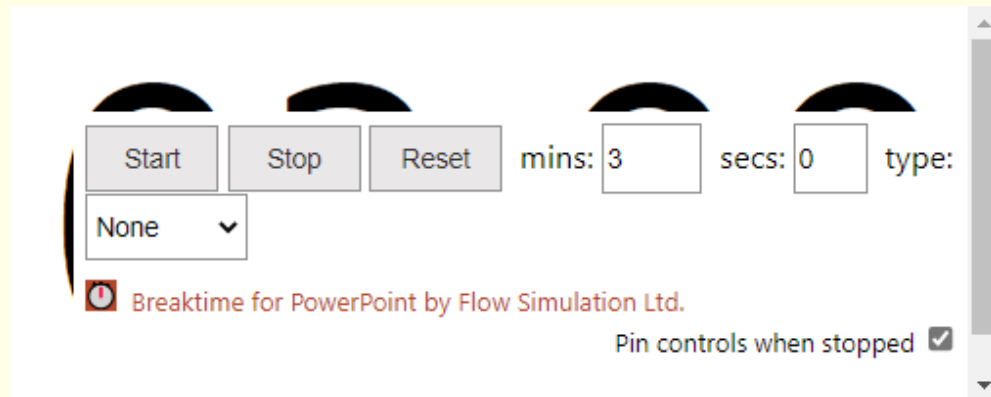 Start Stop Reset mins: 3 secs: 0 type:
None
Breaktime for PowerPoint by Flow Simulation Ltd.
Pin controls when stopped